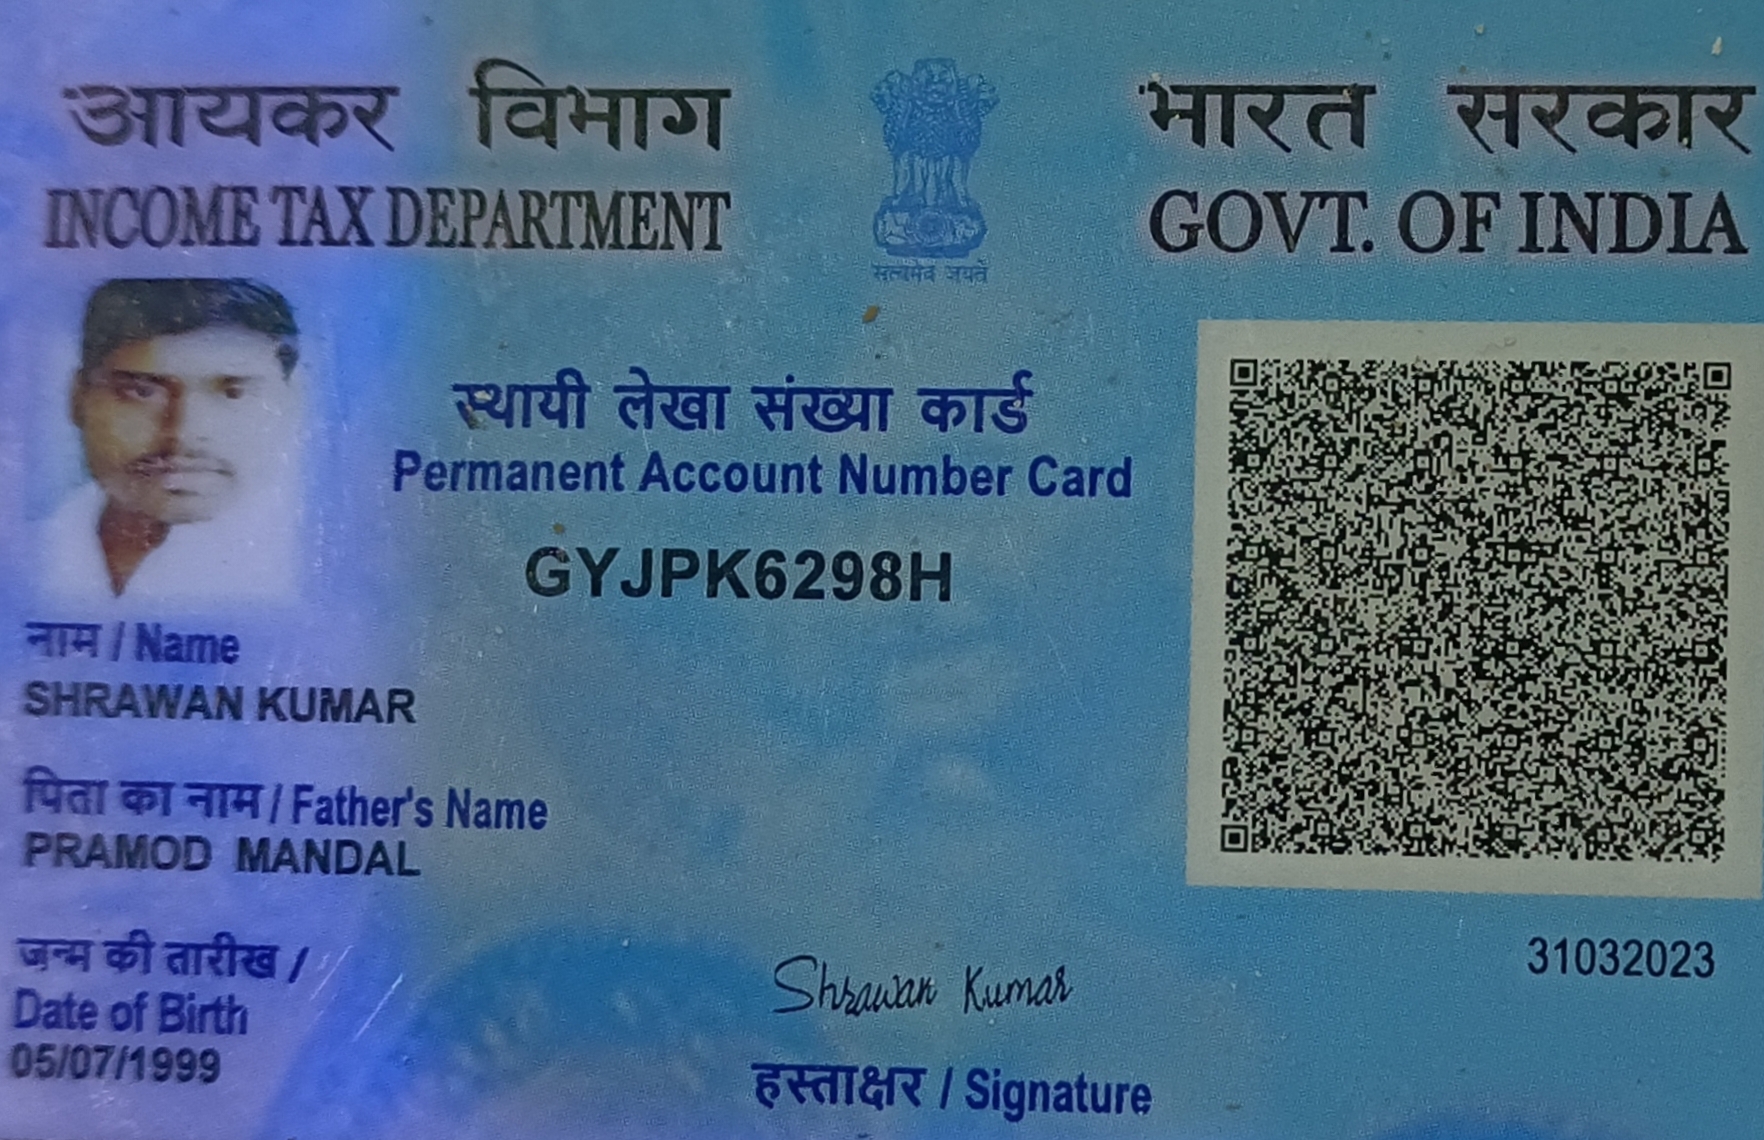 आयकर विभाग
INCOME TAX DEPARTMENT
सत्यमेव जयते
भारत सरकार
GOVT. OF INDIA
स्थायी लेखा संख्या कार्ड
Permanent Account Number Card
GYJPK6298H
नाम / Name
SHRAWAN KUMAR
पिता का नाम / Father's Name
PRAMOD MANDAL
जन्म की तारीख /
Date of Birth
05/07/1999
Shrawan Kumar
हस्ताक्षर / Signature
31032023